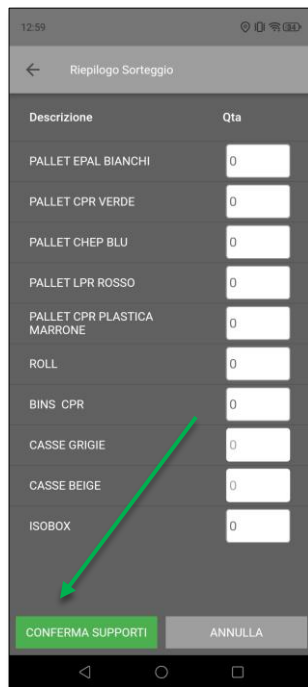 12:59
Riepilogo Sorteggio
Descrizione Qta
PALLET EPAL BIANCHI 0
PALLET CPR VERDE 0
PALLET CHEP BLU 0
PALLET LPR ROSSO 0
PALLET CPR PLASTICA
MARRONE 0
ROLL 0
BINS CPR 0
CASSE GRIGIE 0
CASSE BEIGE 0
ISOBOX 0
CONFERMA SUPPORTI ANNULLA